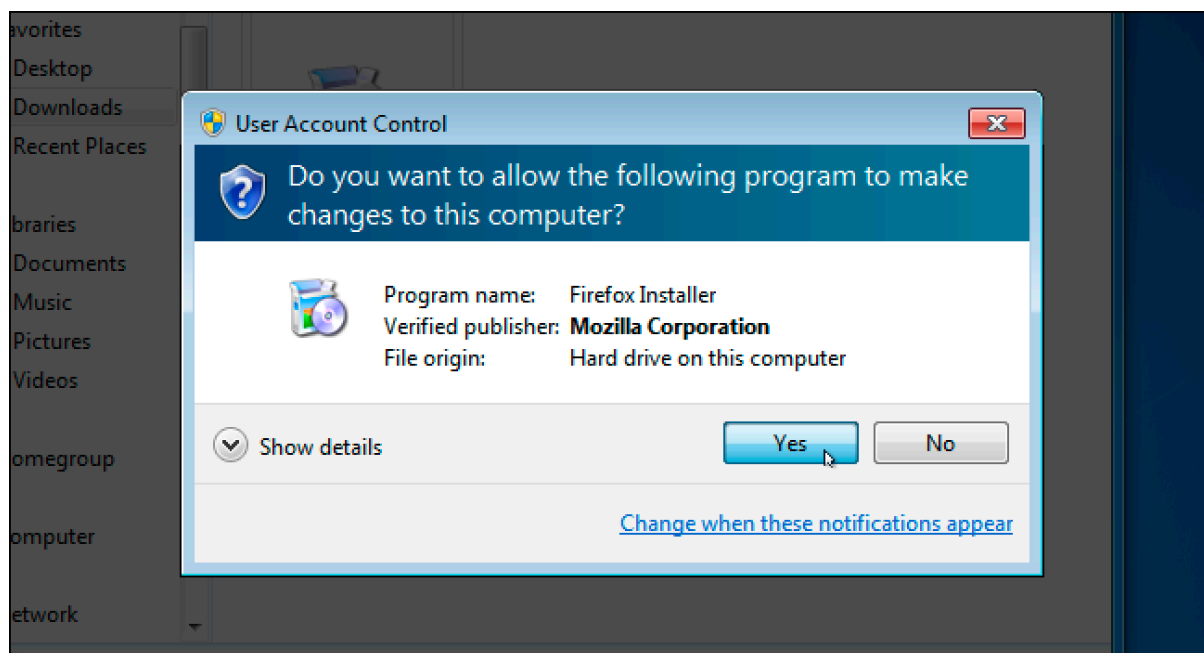 avorites
Desktop
Downloads
Recent Places
braries
Documents
Music
Pictures
Videos
omegroup
omputer
etwork
User Account Control
Do you want to allow the following program to make
changes to this computer?
Program name: Firefox Installer
Verified publisher: Mozilla Corporation
File origin: Hard drive on this computer
Show details
Yes
No
Change when these notifications appear